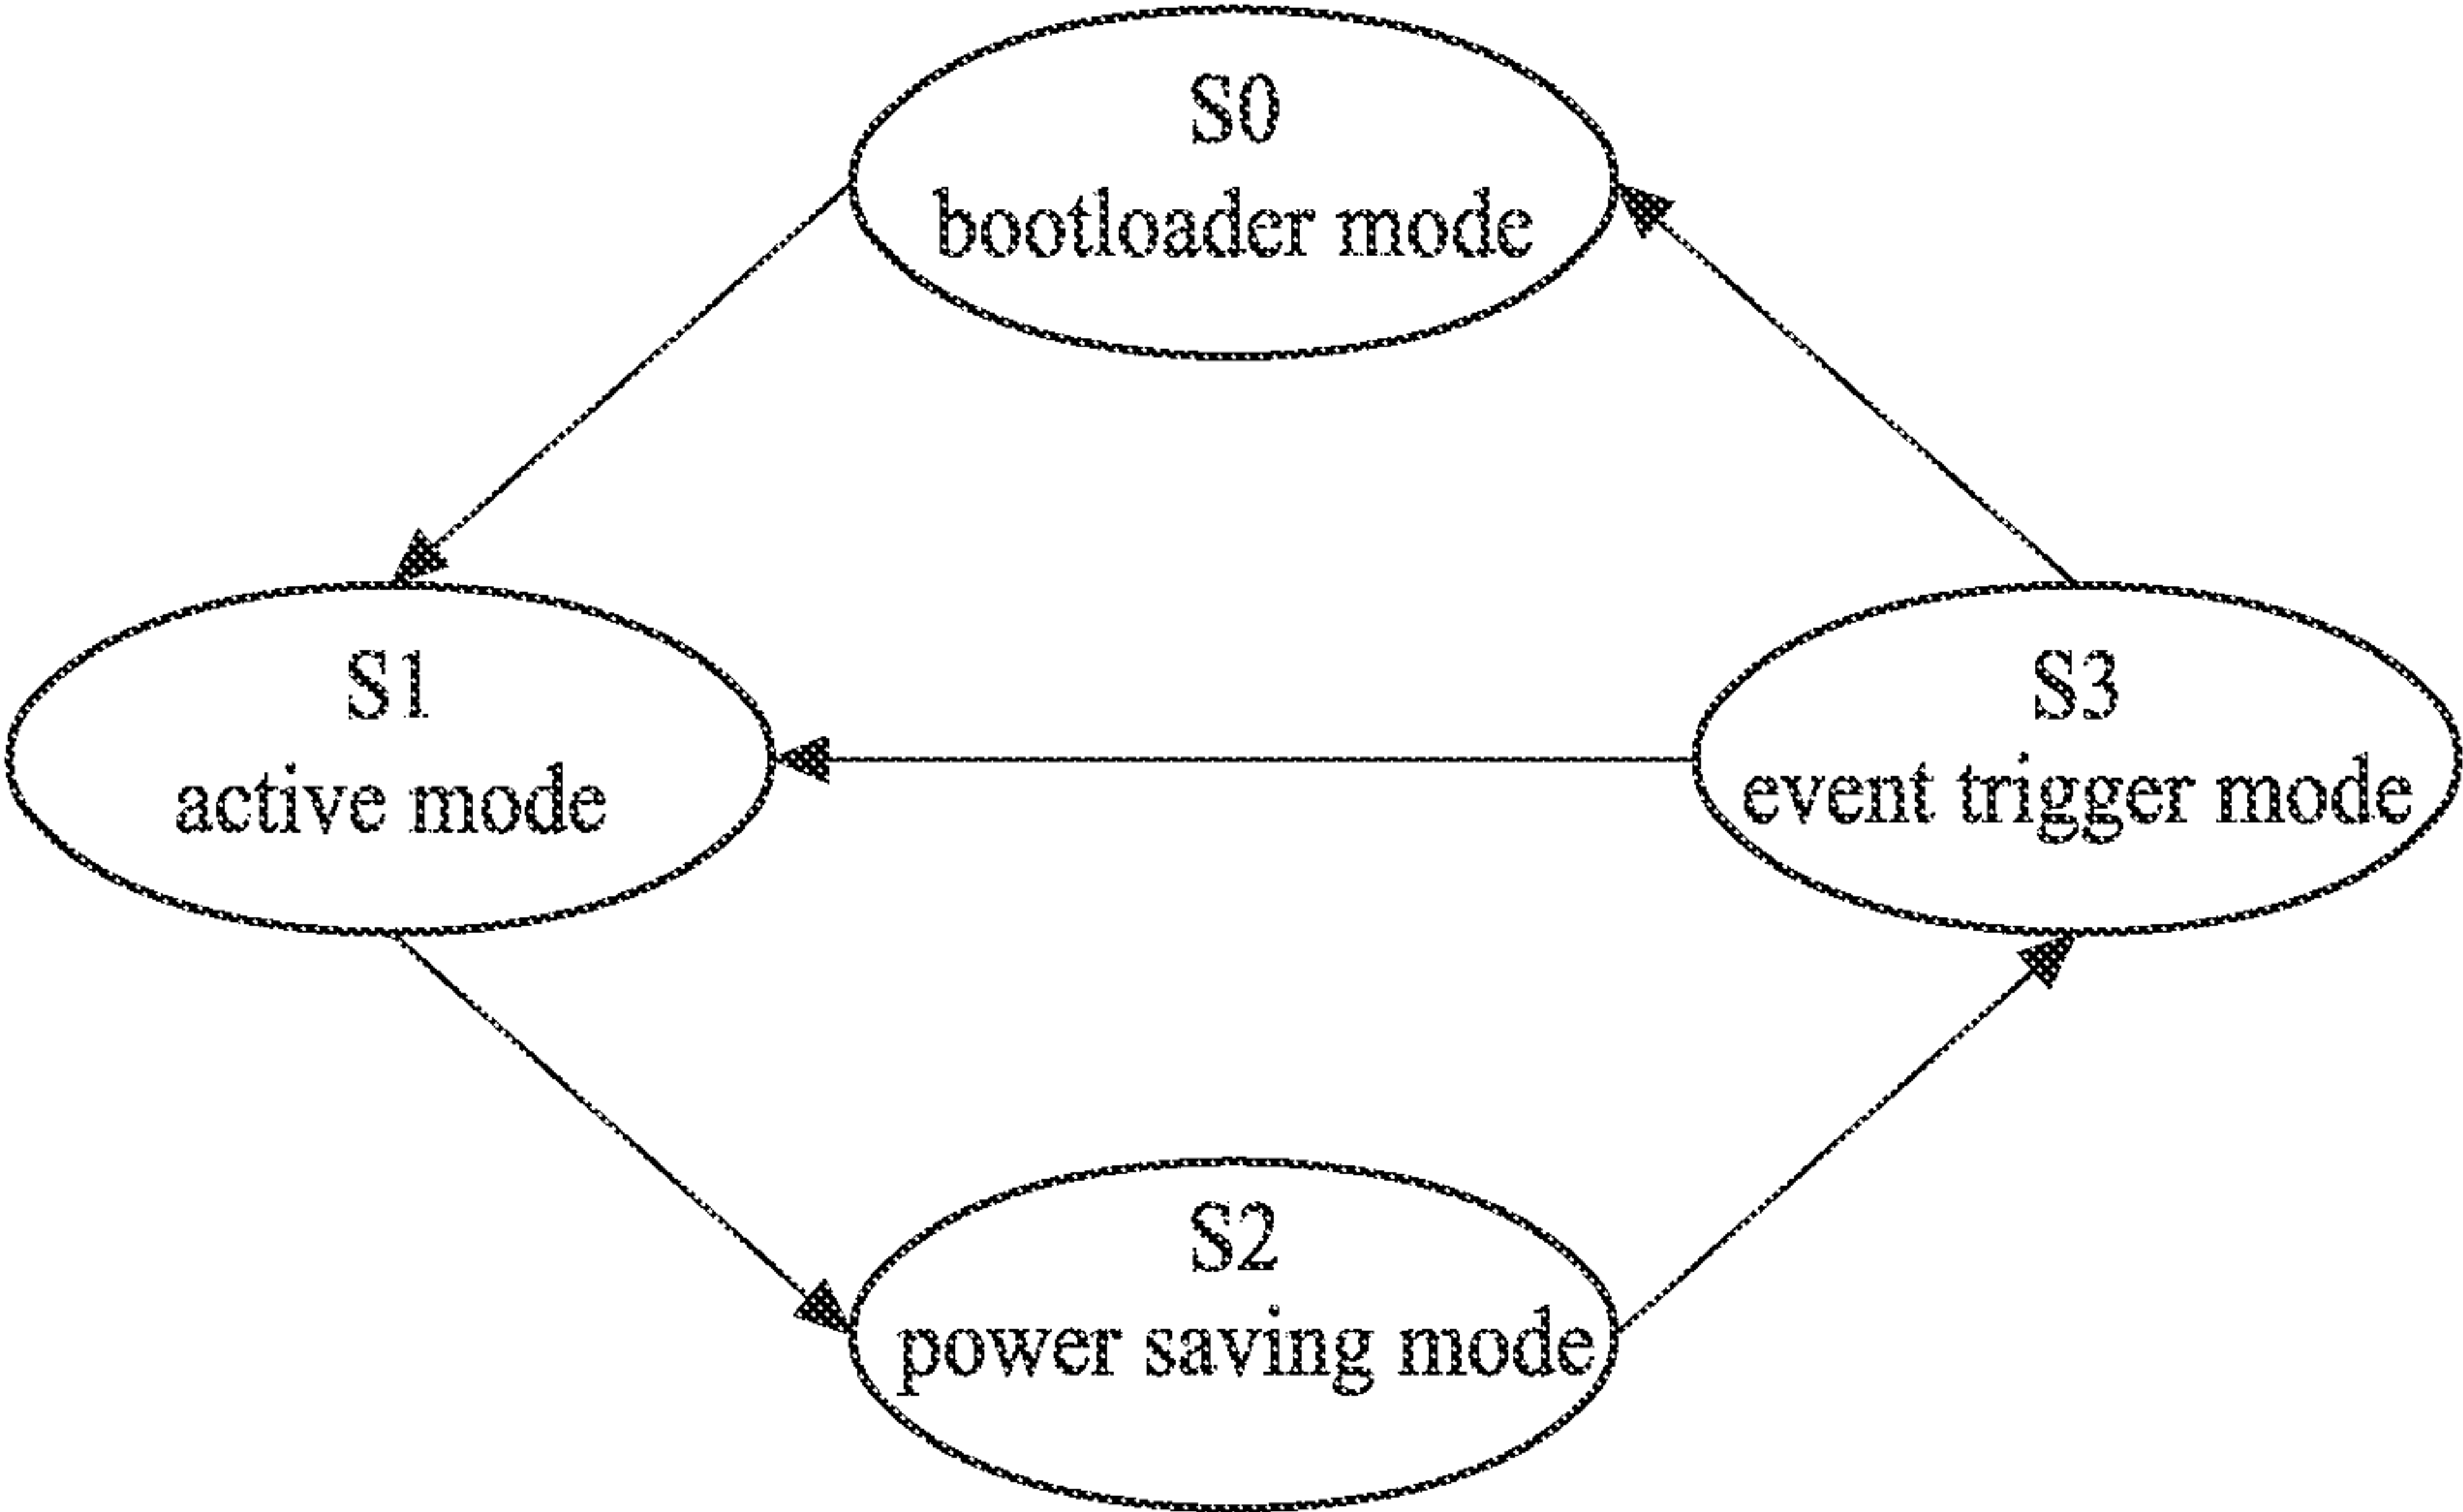 S0
bootloader mode
S1
active mode
S3
event trigger mode
S2
power saving mode